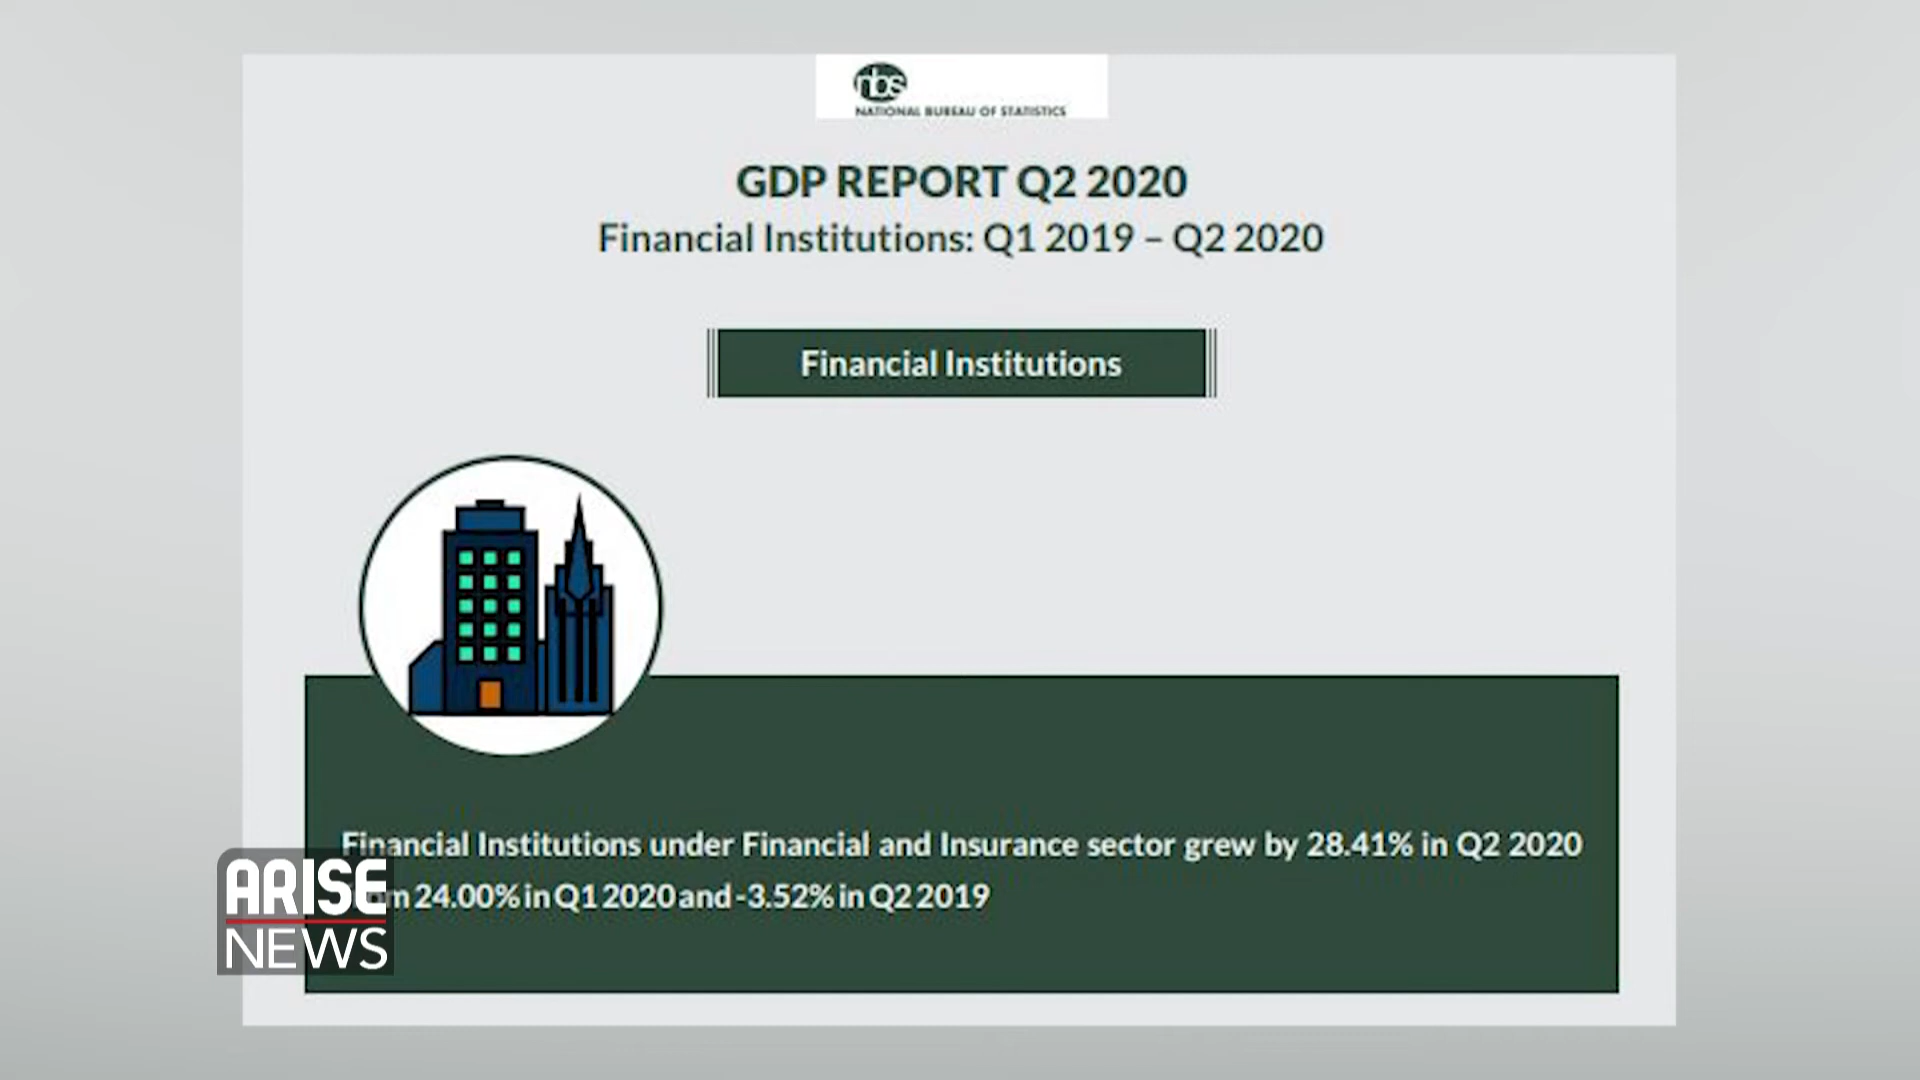 nbs
NATIONAL BUREAU OF STATISTICS
GDP REPORT Q2 2020
Financial Institutions: Q1 2019 – Q2 2020
Financial Institutions
Financial Institutions under Financial and Insurance sector grew by 28.41% in Q2 2020
from 24.00% in Q1 2020 and -3.52% in Q2 2019
ARISE
NEWS